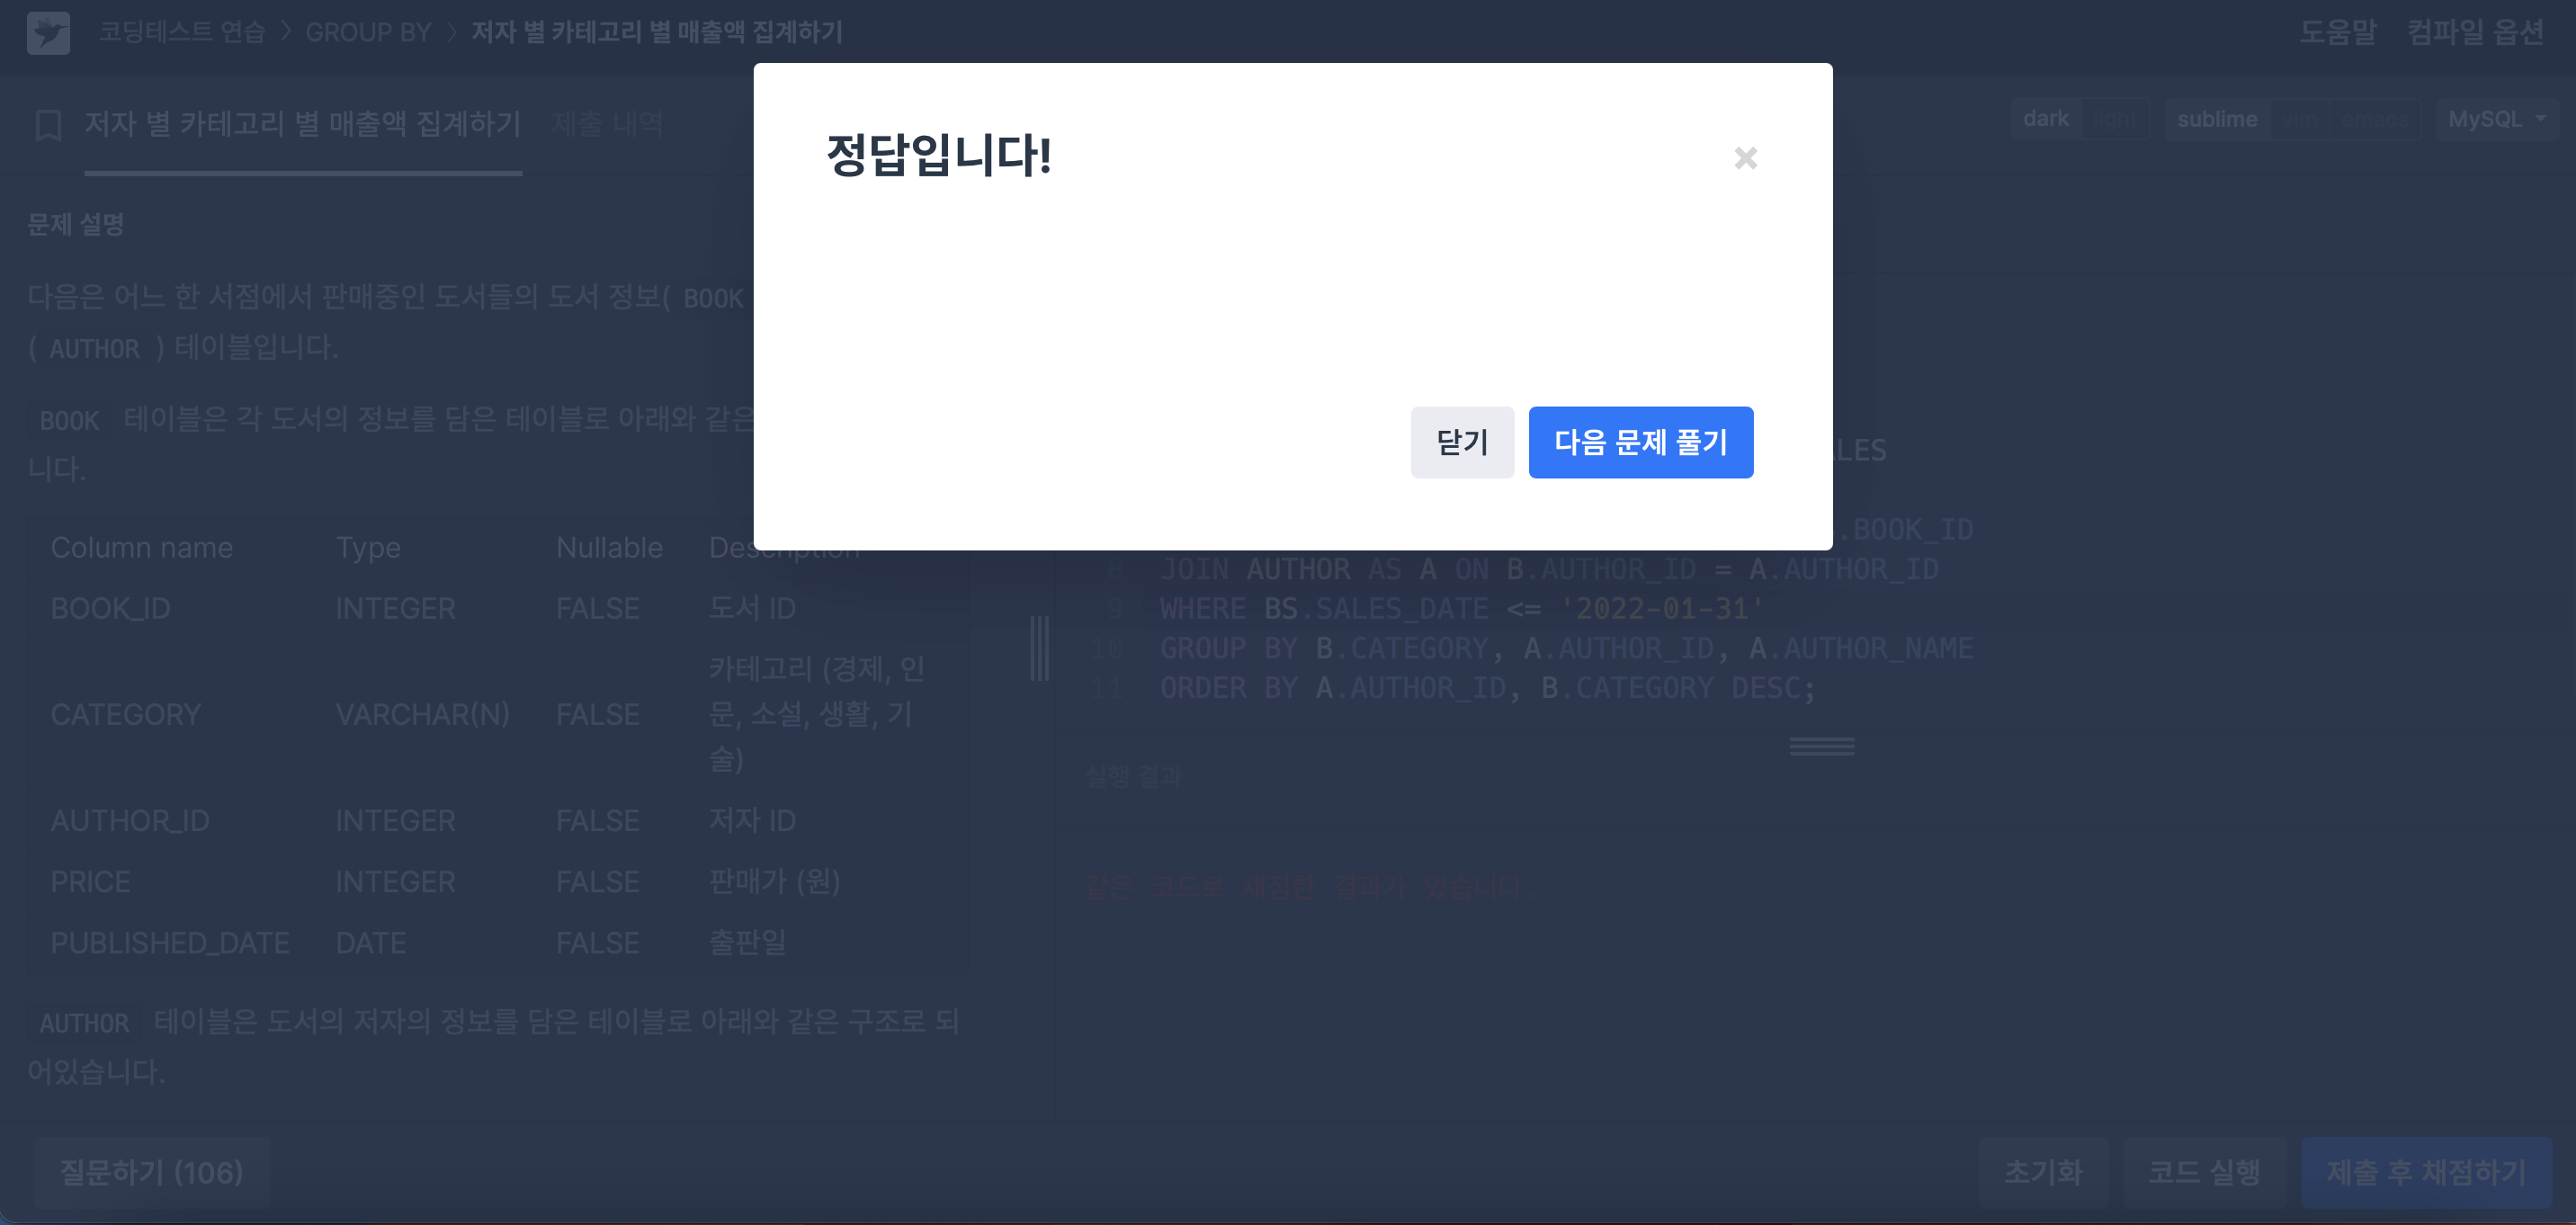 코딩테스트 연습 > GROUP BY > 저자 별 카테고리 별 매출액 집계하기
도움말 컴파일 옵션
저자 별 카테고리 별 매출액 집계하기 제출 내역
dark light sublime vim emacs MySQL
정답입니다!
닫기 다음 문제 풀기
문제 설명
다음은 어느 한 서점에서 판매중인 도서들의 도서 정보( BOOK
( AUTHOR ) 테이블입니다.
BOOK 테이블은 각 도서의 정보를 담은 테이블로 아래와 같은
니다.
Column name Type Nullable Description
BOOK_ID INTEGER FALSE 도서 ID
CATEGORY VARCHAR(N) FALSE 카테고리 (경제, 인
문, 소설, 생활, 기
술)
AUTHOR_ID INTEGER FALSE 저자 ID
PRICE INTEGER FALSE 판매가 (원)
PUBLISHED_DATE DATE FALSE 출판일
AUTHOR 테이블은 도서의 저자의 정보를 담은 테이블로 아래와 같은 구조로 되
어있습니다.
LES
.BOOK_ID
8 JOIN AUTHOR AS A ON B.AUTHOR_ID = A.AUTHOR_ID
9 WHERE BS.SALES_DATE <= '2022-01-31'
10 GROUP BY B.CATEGORY, A.AUTHOR_ID, A.AUTHOR_NAME
11 ORDER BY A.AUTHOR_ID, B.CATEGORY DESC;
실행 결과
같은 코드로 채점한 결과가 있습니다.
질문하기 (106)
초기화 코드 실행 제출 후 채점하기